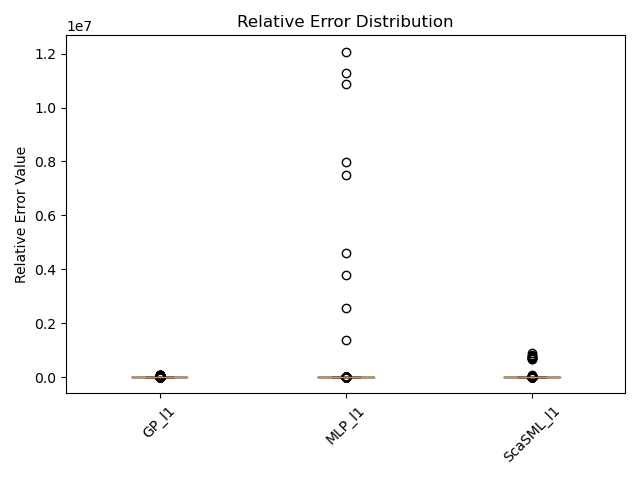 Relative Error Distribution
1e7
Relative Error Value
1.2
1.0
0.8
0.6
0.4
0.2
0.0
GP_l1
MLP_l1
ScaSML_l1